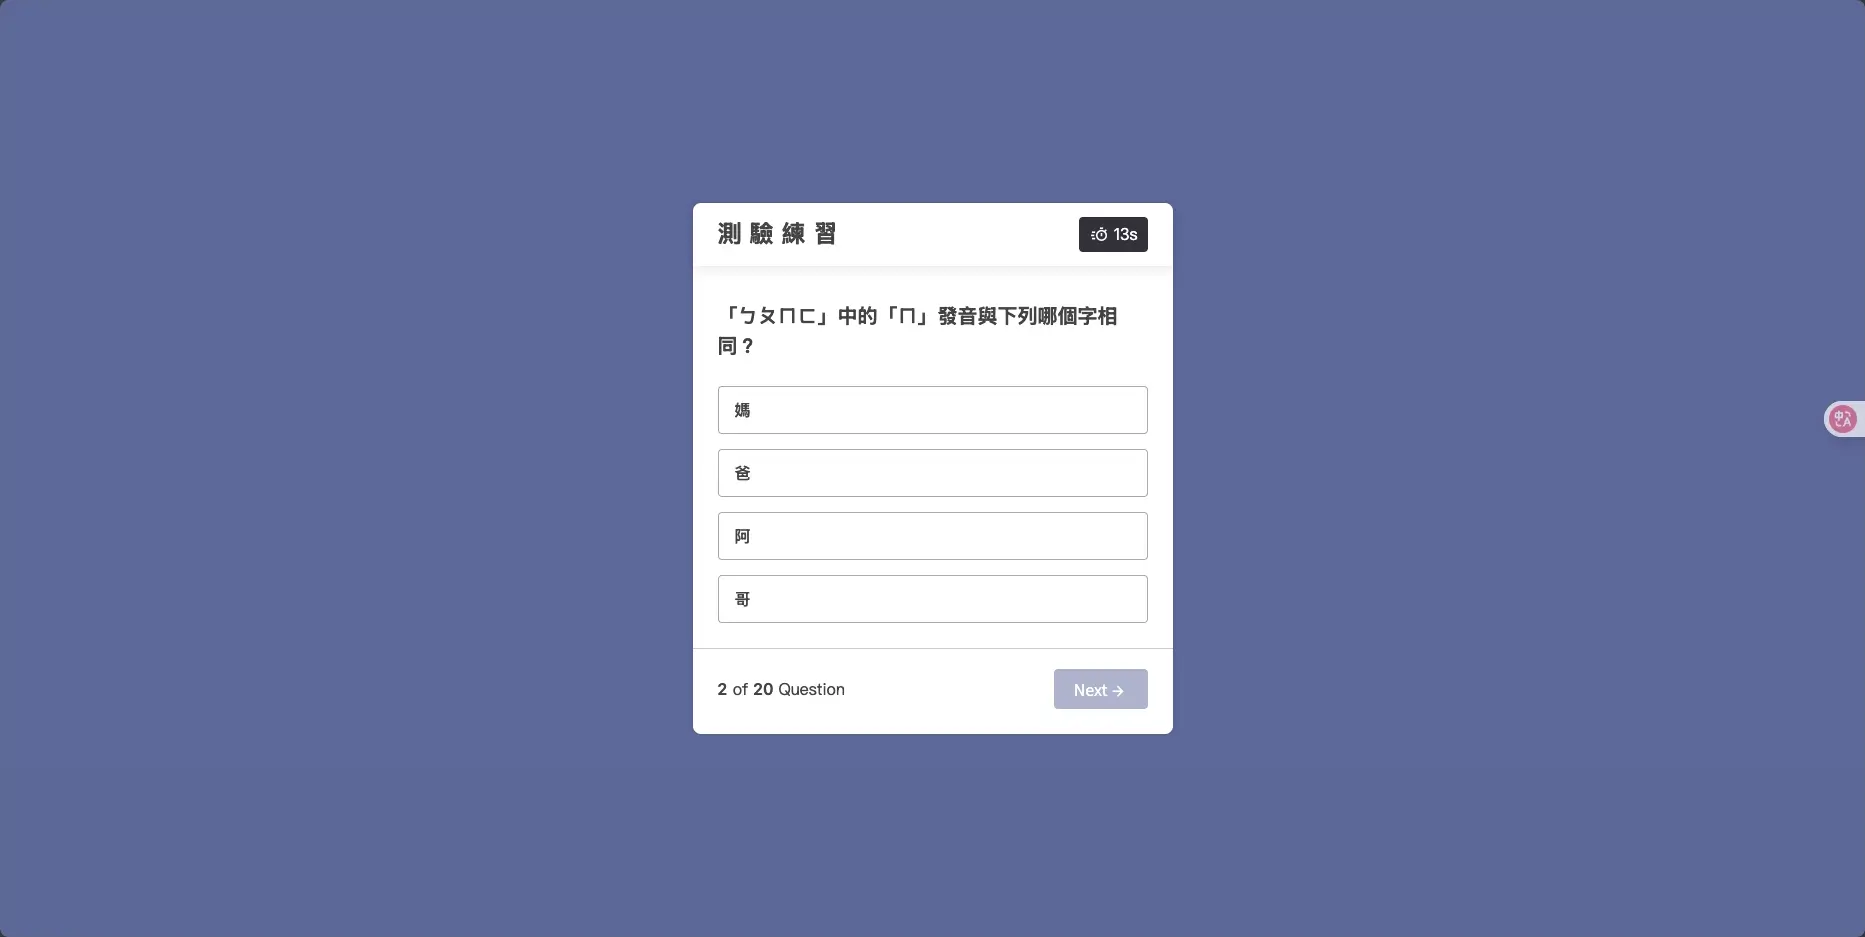 測驗練習
13s
「ㄅㄆㄇㄈ」中的「ㄇ」發音與下列哪個字相
同？
媽
爸
阿
哥
2 of 20 Question
Next →